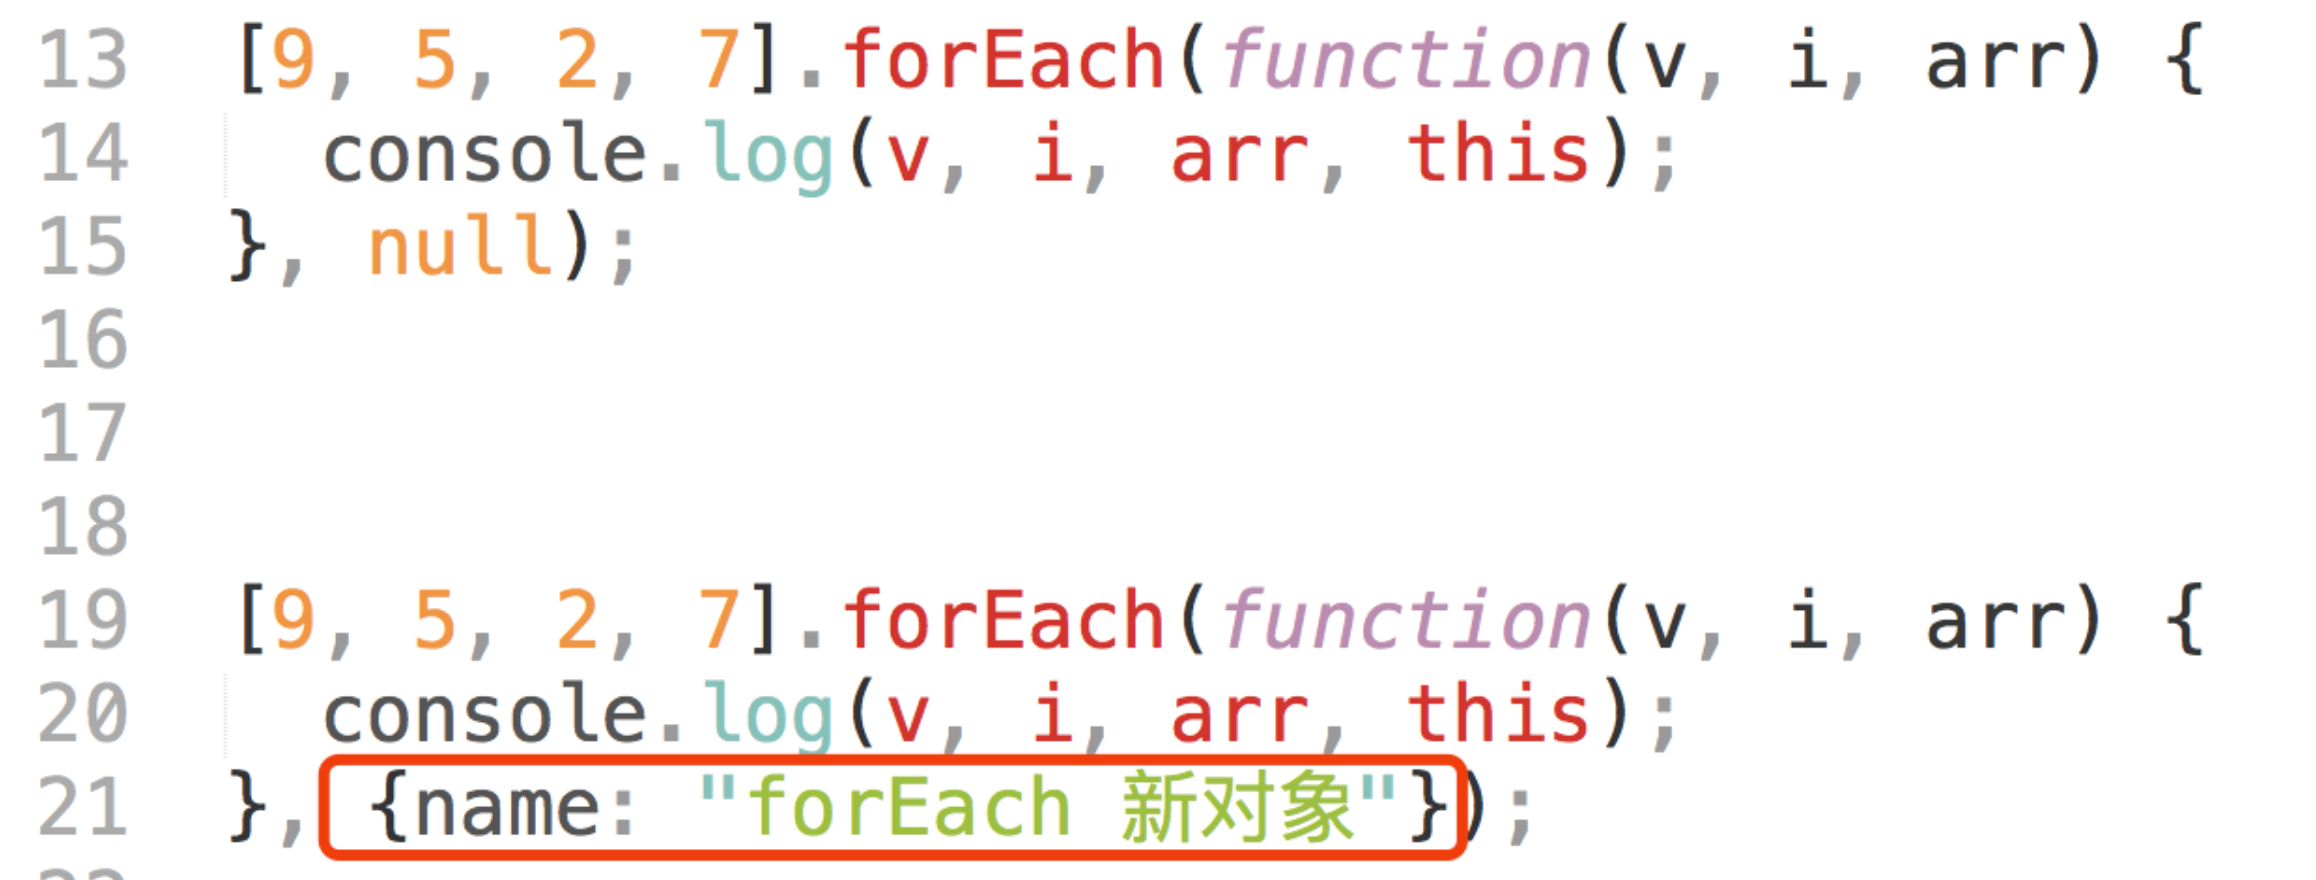 13 [9, 5, 2, 7].forEach(function(v, i, arr) {
14 console.log(v, i, arr, this);
15 }, null);
16
17
18
19 [9, 5, 2, 7].forEach(function(v, i, arr) {
20 console.log(v, i, arr, this);
21 }, {name: "forEach 新对象"});